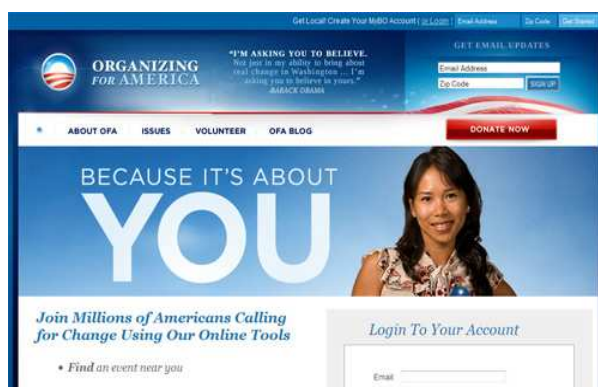 Get Local! Create Your MyBO Account ( or Login ) Email Address Zip Code Get Started
ORGANIZING
FOR AMERICA
"I'M ASKING YOU TO BELIEVE.
Not just in my ability to bring about
real change in Washington ... I'm
asking you to believe in yours."
-BARACK OBAMA
GET EMAIL UPDATES
Email Address
Zip Code SIGN UP
ABOUT OFA ISSUES VOLUNTEER OFA BLOG DONATE NOW
BECAUSE IT'S ABOUT
YOU
Join Millions of Americans Calling
for Change Using Our Online Tools
• Find an event near you
Login To Your Account
Email